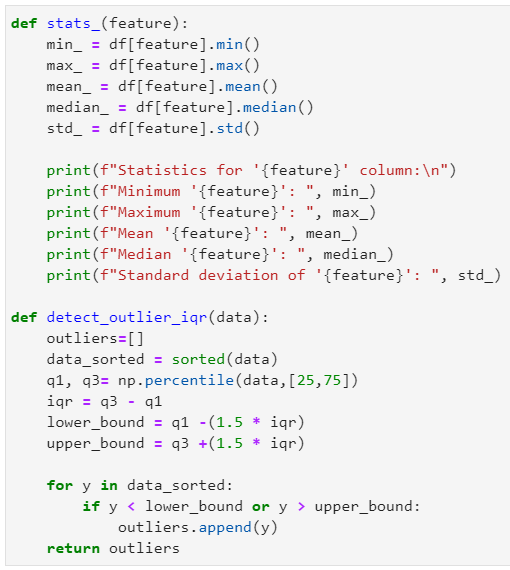 def stats_(feature):
    min_ = df[feature].min()
    max_ = df[feature].max()
    mean_ = df[feature].mean()
    median_ = df[feature].median()
    std_ = df[feature].std()

    print(f"Statistics for '{feature}' column:\n")
    print(f"Minimum '{feature}': ", min_)
    print(f"Maximum '{feature}': ", max_)
    print(f"Mean '{feature}': ", mean_)
    print(f"Median '{feature}': ", median_)
    print(f"Standard deviation of '{feature}': ", std_)

def detect_outlier_iqr(data):
    outliers=[]
    data_sorted = sorted(data)
    q1, q3= np.percentile(data,[25,75])
    iqr = q3 - q1
    lower_bound = q1 -(1.5 * iqr)
    upper_bound = q3 +(1.5 * iqr)

    for y in data_sorted:
        if y < lower_bound or y > upper_bound:
            outliers.append(y)
    return outliers